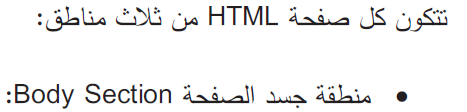 تتكون كل صفحة HTML من ثلاث مناطق:
• منطقة جسد الصفحة Body Section: